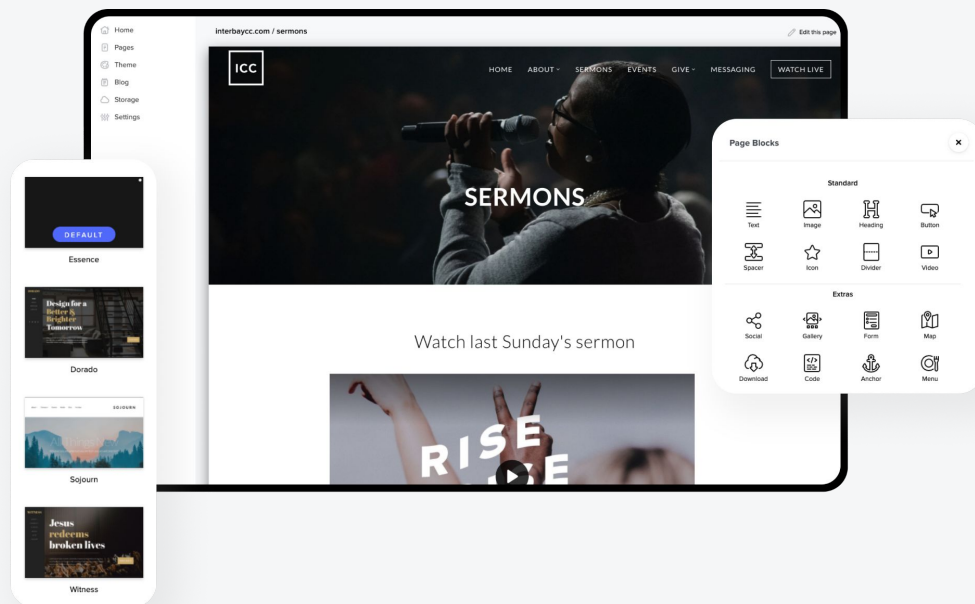 Home
Pages
Theme
Blog
Storage
Settings
interbaycc.com / sermons
Edit this page
ICC
HOME ABOUT SERMONS EVENTS GIVE MESSAGING WATCH LIVE
SERMONS
Watch last Sunday's sermon
RISE
DEFAULT
Essence
Design for a
Better &
Brighter
Tomorrow
Dorado
SOJOURN
Sojourn
Jesus
redeems
broken lives
Witness
Page Blocks
Standard
Text Image Heading Button
Spacer Icon Divider Video
Extras
Social Gallery Form Map
Download Code Anchor Menu